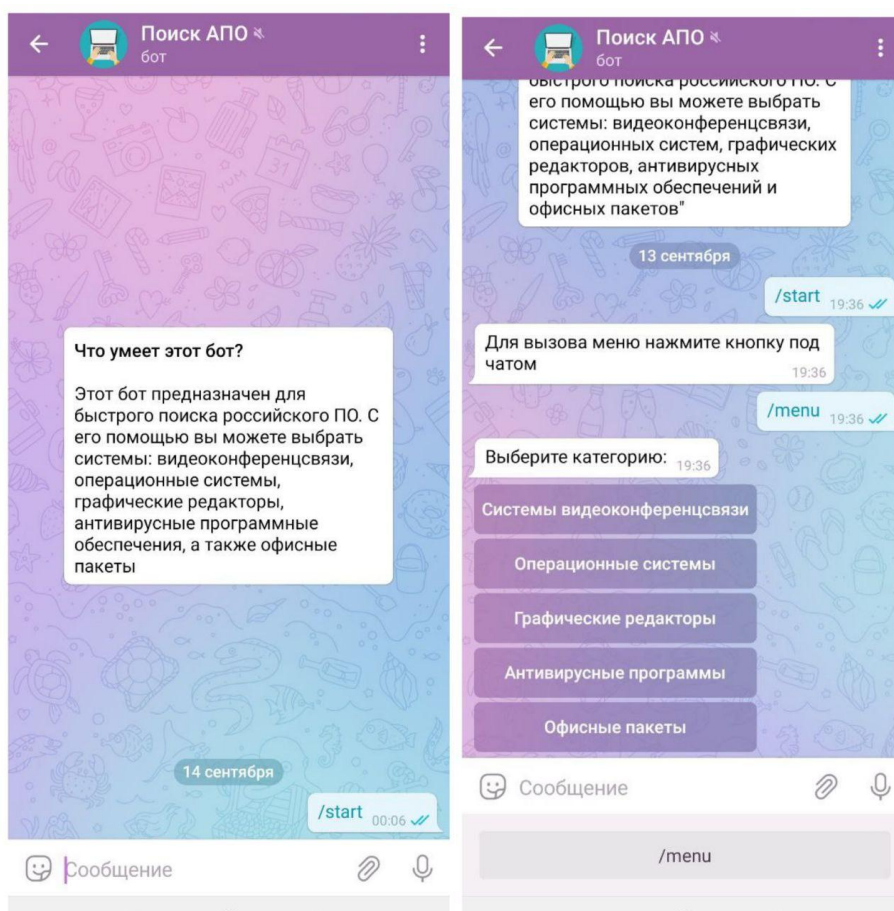 Поиск АПО
бот
Что умеет этот бот?
Этот бот предназначен для
быстрого поиска российского ПО. С
его помощью вы можете выбрать
системы: видеоконференцсвязи,
операционные системы,
графические редакторы,
антивирусные программные
обеспечения, а также офисные
пакеты
14 сентября
/start 00:06
Сообщение
Поиск АПО
бот
быстрого поиска российского ПО. С
его помощью вы можете выбрать
системы: видеоконференцсвязи,
операционных систем, графических
редакторов, антивирусных
программных обеспечений и
офисных пакетов"
13 сентября
/start 19:36
Для вызова меню нажмите кнопку под
чатом
19:36
/menu 19:36
Выберите категорию: 19:36
Системы видеоконференцсвязи
Операционные системы
Графические редакторы
Антивирусные программы
Офисные пакеты
Сообщение
/menu